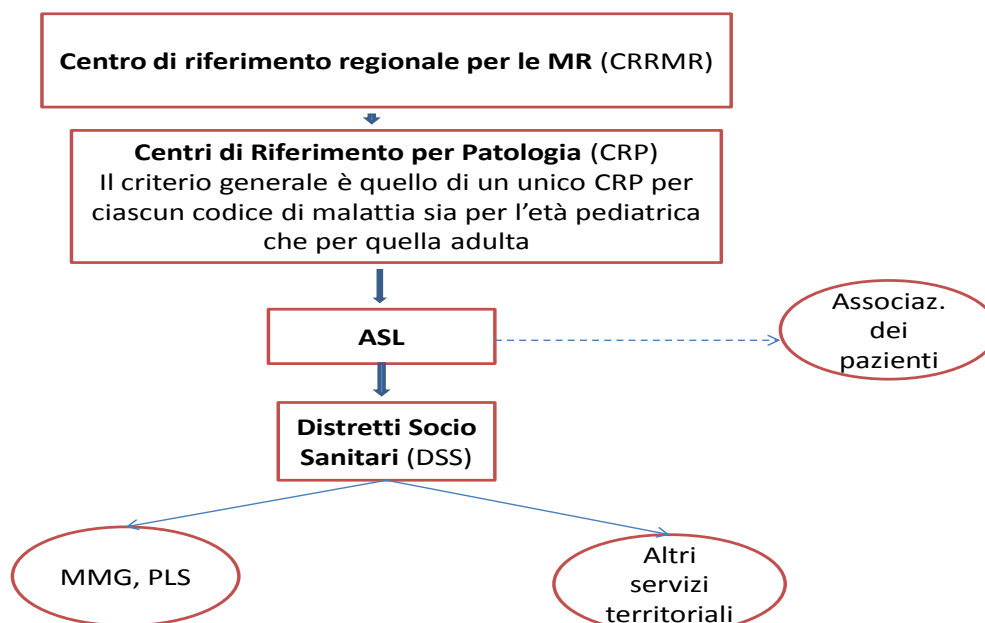 Centro di riferimento regionale per le MR (CRRMR)
Centri di Riferimento per Patologia (CRP)
Il criterio generale è quello di un unico CRP per
ciascun codice di malattia sia per l'età pediatrica
che per quella adulta
ASL
Associaz.
dei
pazienti
Distretti Socio
Sanitari (DSS)
MMG, PLS
Altri
servizi
territoriali